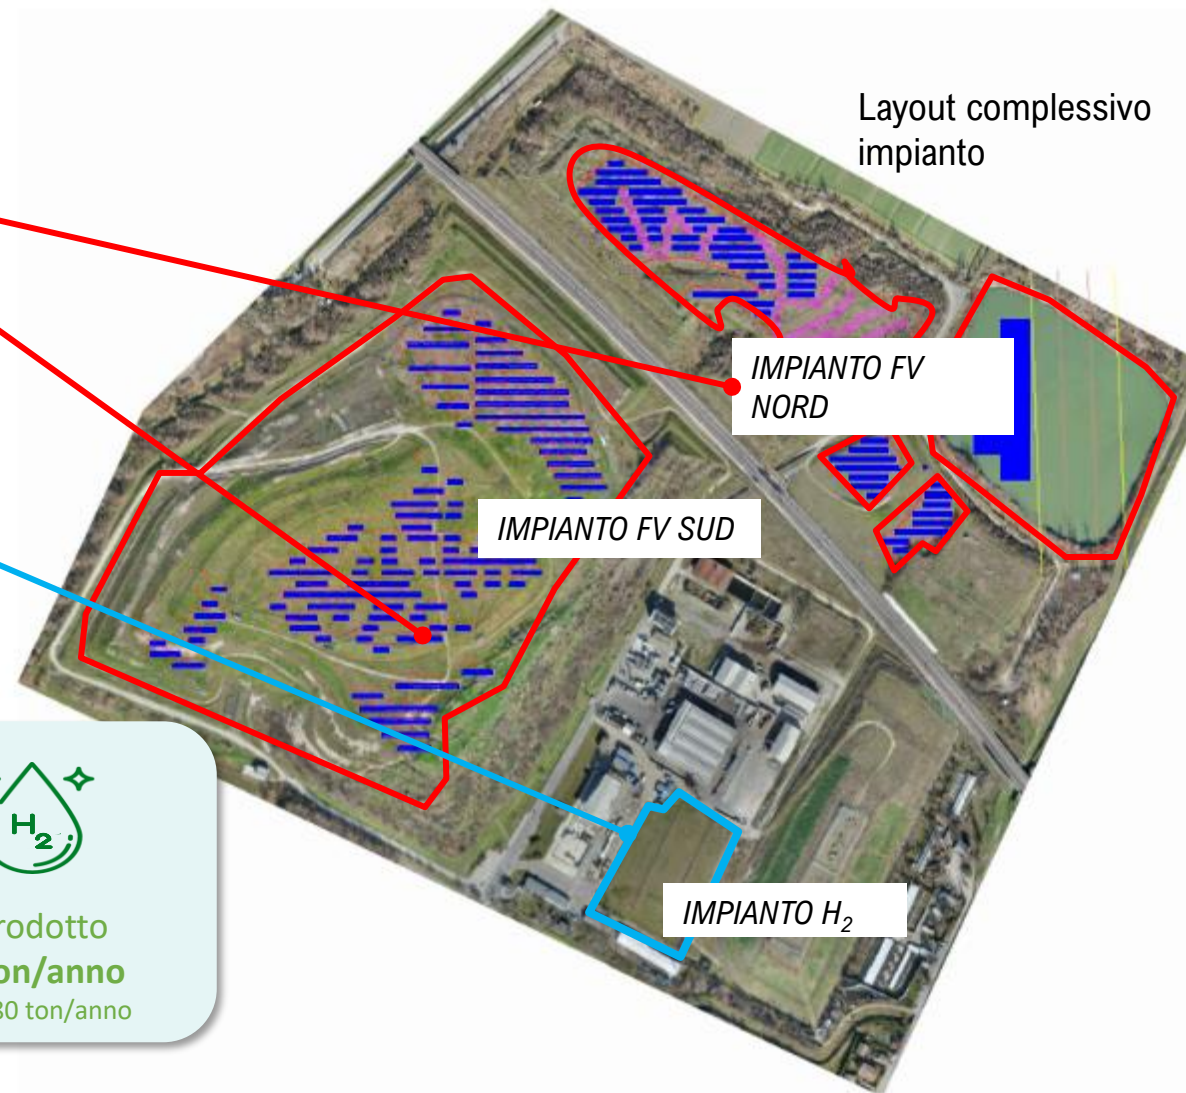 Layout complessivo
impianto
IMPIANTO FV
NORD
IMPIANTO FV SUD
H2
rodotto
on/anno
30 ton/anno
IMPIANTO H2